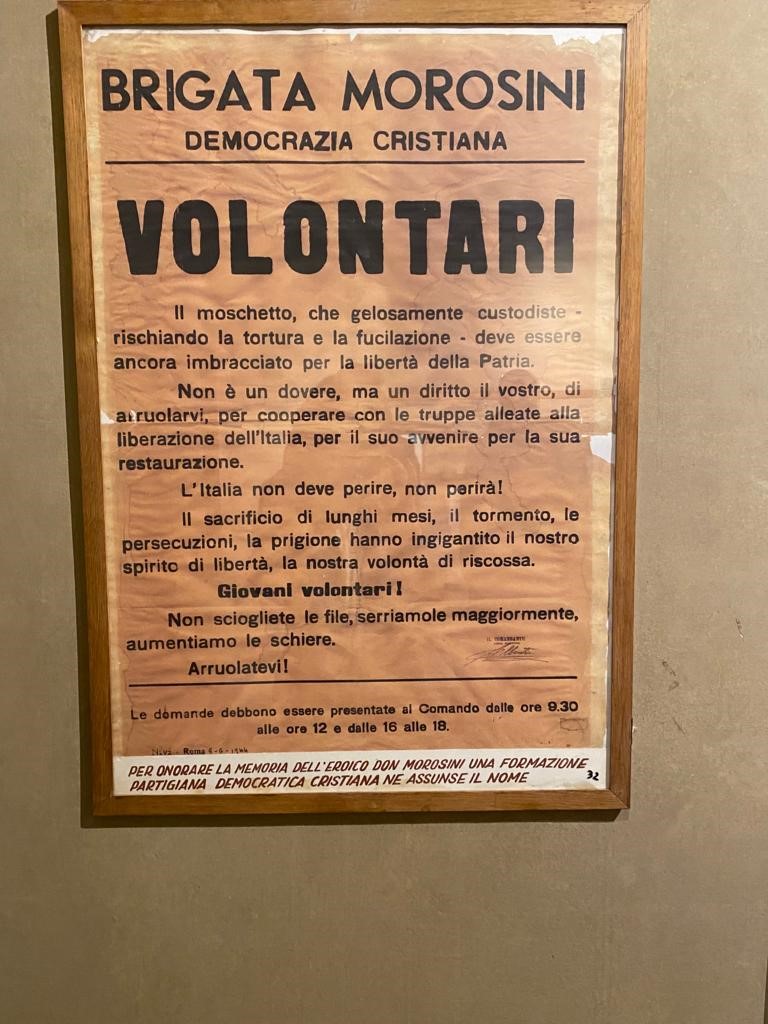 BRIGATA MOROSINI
DEMOCRAZIA CRISTIANA
VOLONTARI
Il moschetto, che gelosamente custodiste -
rischiando la tortura e la fucilazione - deve essere
ancora imbracciato per la libertà della Patria.
Non è un dovere, ma un diritto il vostro, di
arruolarvi, per cooperare con le truppe alleate alla
liberazione dell'Italia, per il suo avvenire per la sua
restaurazione.
L'Italia non deve perire, non perirà!
Il sacrificio di lunghi mesi, il tormento, le
persecuzioni, la prigione hanno ingigantito il nostro
spirito di libertà, la nostra volontà di riscossa.
Giovani volontari!
Non sciogliete le file, serriamole maggiormente,
aumentiamo le schiere.
IL COMANDANTE
Arruolatevi!
Le domande debbono essere presentate al Comando dalle ore 9.30
alle ore 12 e dalle 16 alle 18.
Roma 6-6-1944
PER ONORARE LA MEMORIA DELL'EROICO DON MOROSINI UNA FORMAZIONE
PARTIGIANA DEMOCRATICA CRISTIANA NE ASSUNSE IL NOME
32